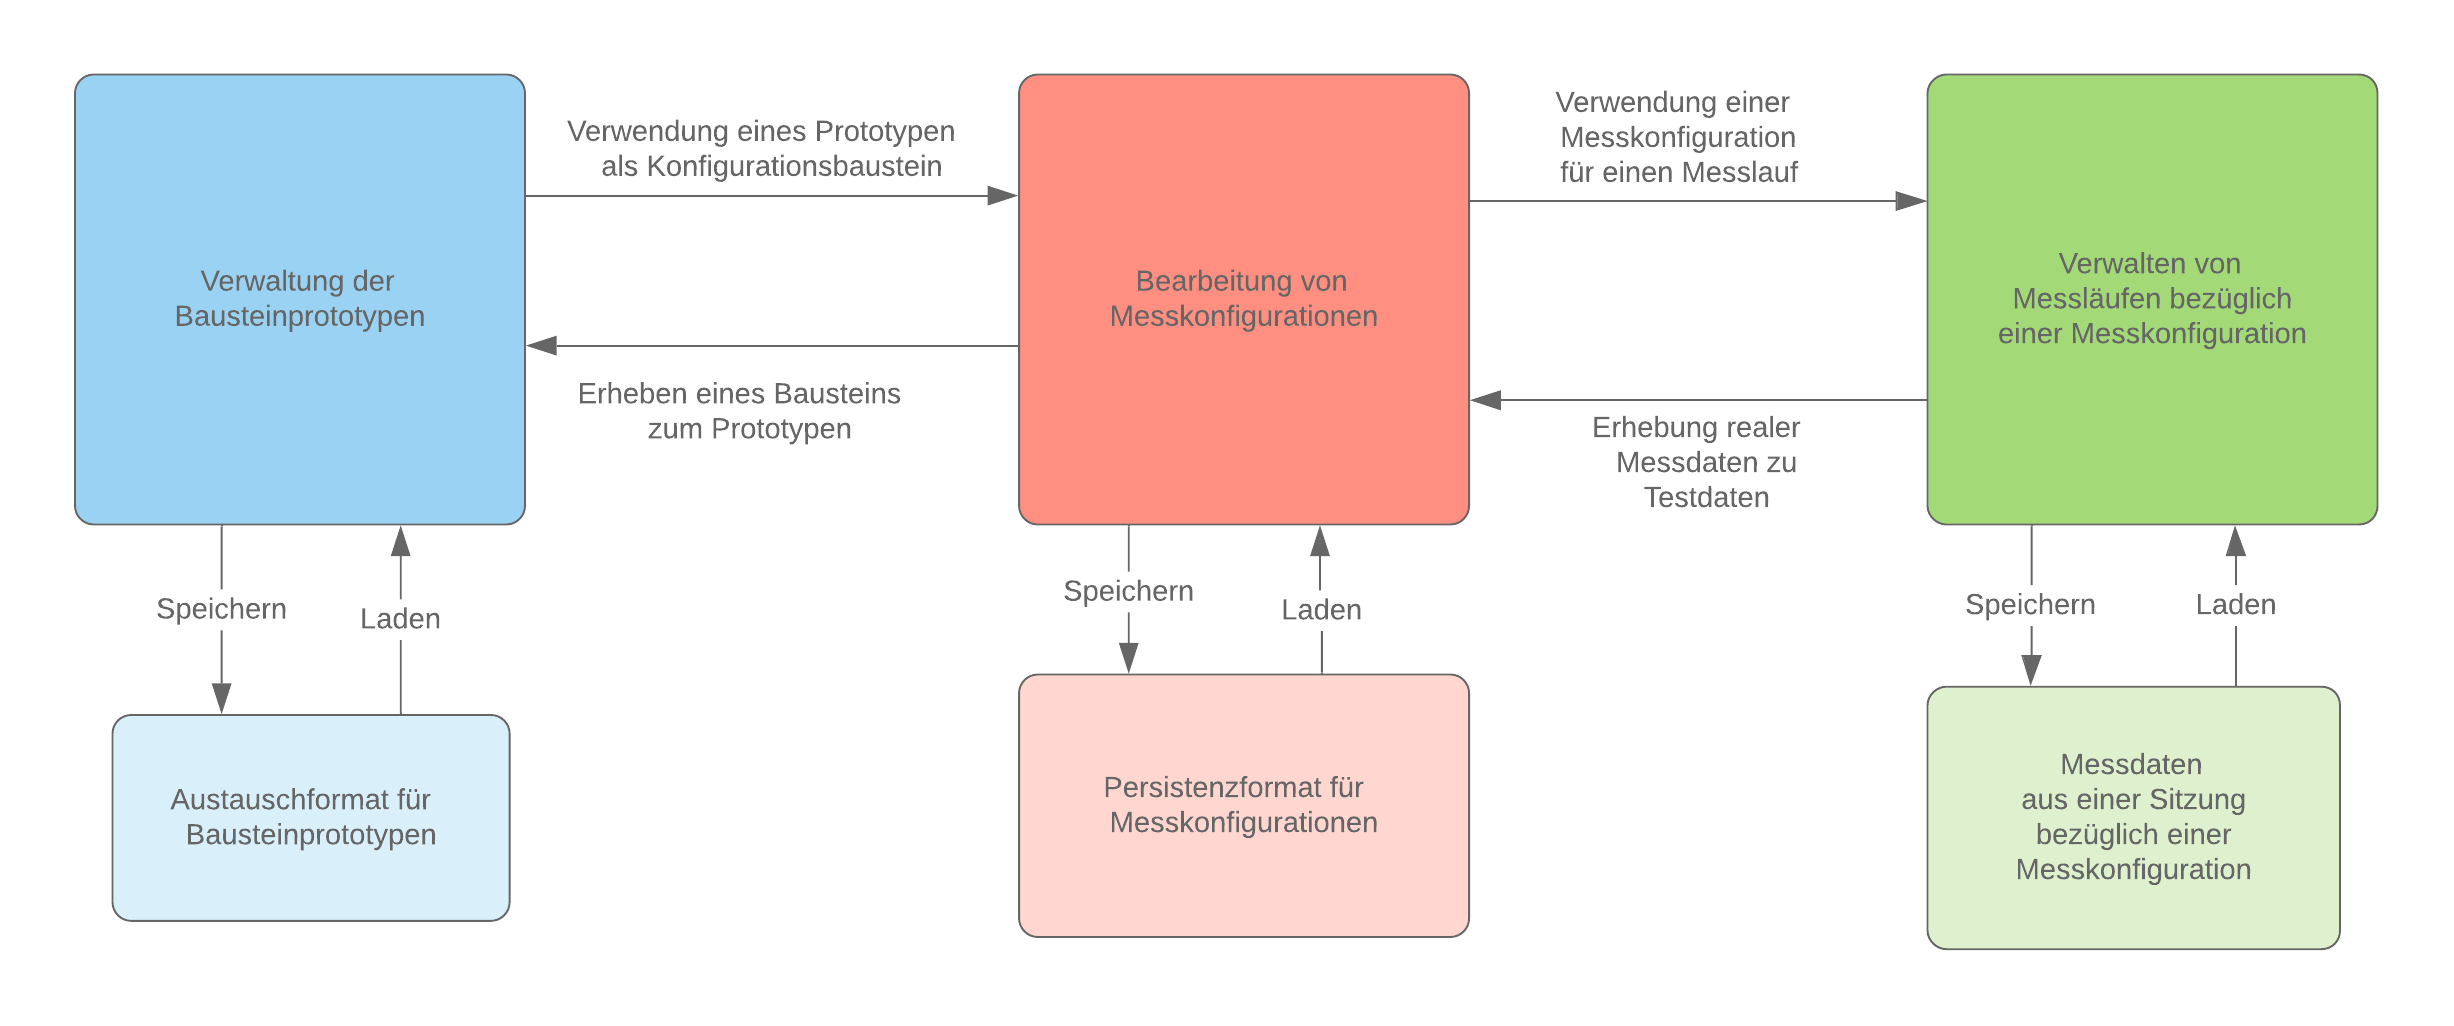 Verwendung eines Prototypen
als Konfigurationsbaustein
Verwendung einer
Messkonfiguration
für einen Messlauf
Verwaltung der
Bausteinprototypen
Bearbeitung von
Messkonfigurationen
Verwalten von
Messläufen bezüglich
einer Messkonfiguration
Erheben eines Bausteins
zum Prototypen
Erhebung realer
Messdaten zu
Testdaten
Speichern
Laden
Speichern
Laden
Speichern
Laden
Austauschformat für
Bausteinprototypen
Persistenzformat für
Messkonfigurationen
Messdaten
aus einer Sitzung
bezüglich einer
Messkonfiguration